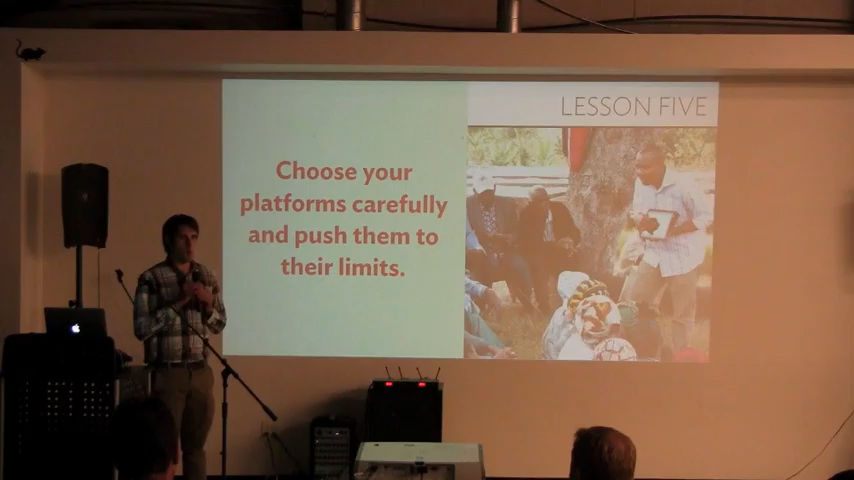 LESSON FIVE
Choose your
platforms carefully
and push them to
their limits.